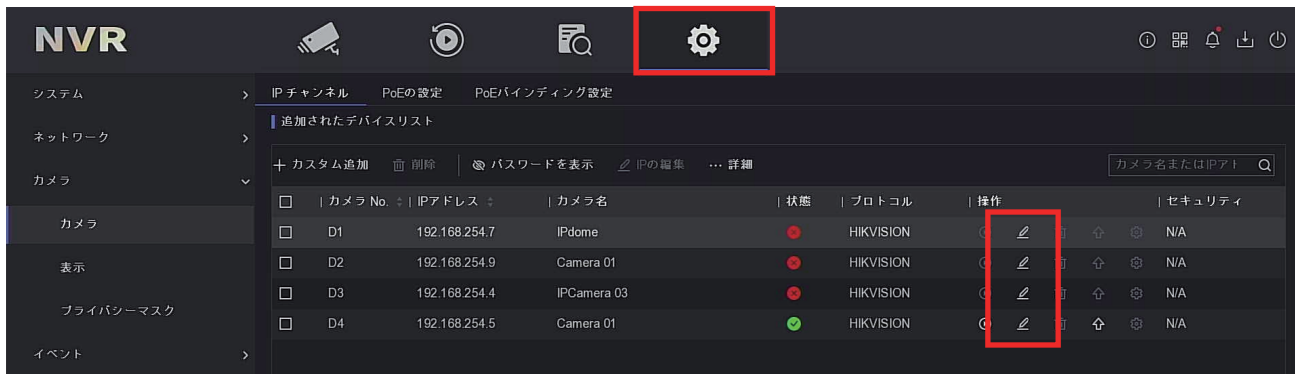 NVR
システム
ネットワーク
カメラ
カメラ
表示
プライバシーマスク
イベント
IPチャンネル PoEの設定 PoEバインディング設定
追加されたデバイスリスト
+ カスタム追加 削除 | パスワードを表示 IPの編集 ··· 詳細 カメラ名またはIPアド
| カメラ No. | IPアドレス | カメラ名 | 状態 | プロトコル | 操作 | セキュリティ
D1 192.168.254.7 IPdome HIKVISION N/A
D2 192.168.254.9 Camera 01 HIKVISION N/A
D3 192.168.254.4 IPCamera 03 HIKVISION N/A
D4 192.168.254.5 Camera 01 HIKVISION N/A